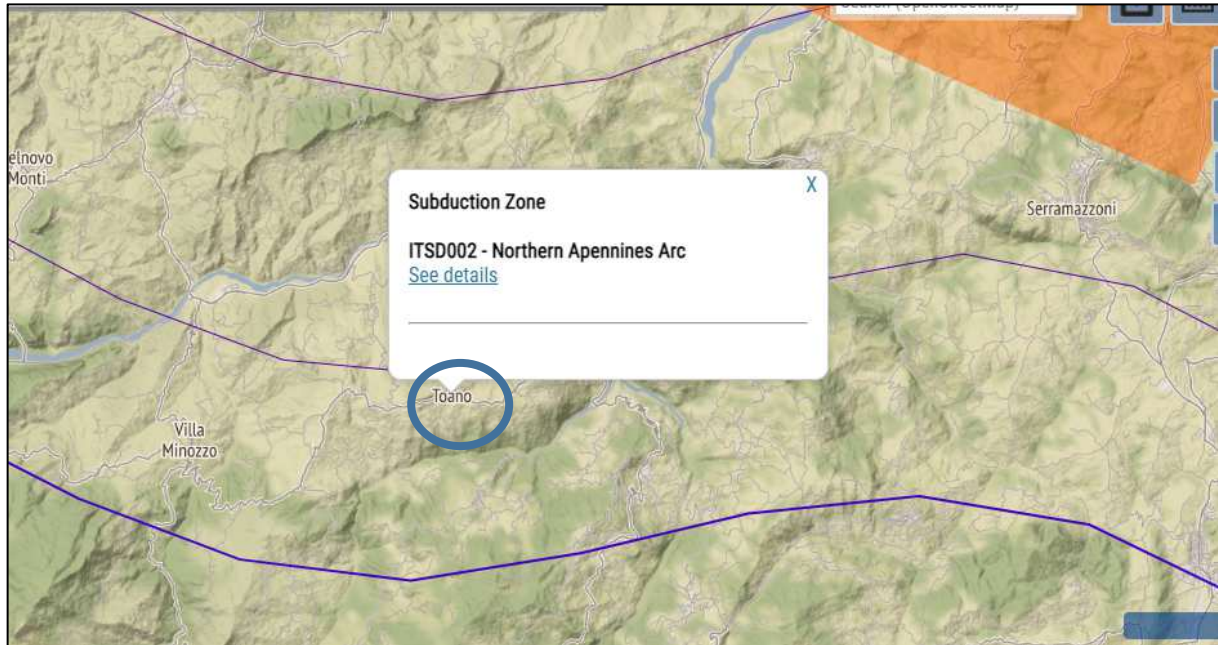 elnovo
Monti
X
Subduction Zone
ITSD002 - Northern Apennines Arc
See details
Serramazzoni
Toano
Villa
Minozzo